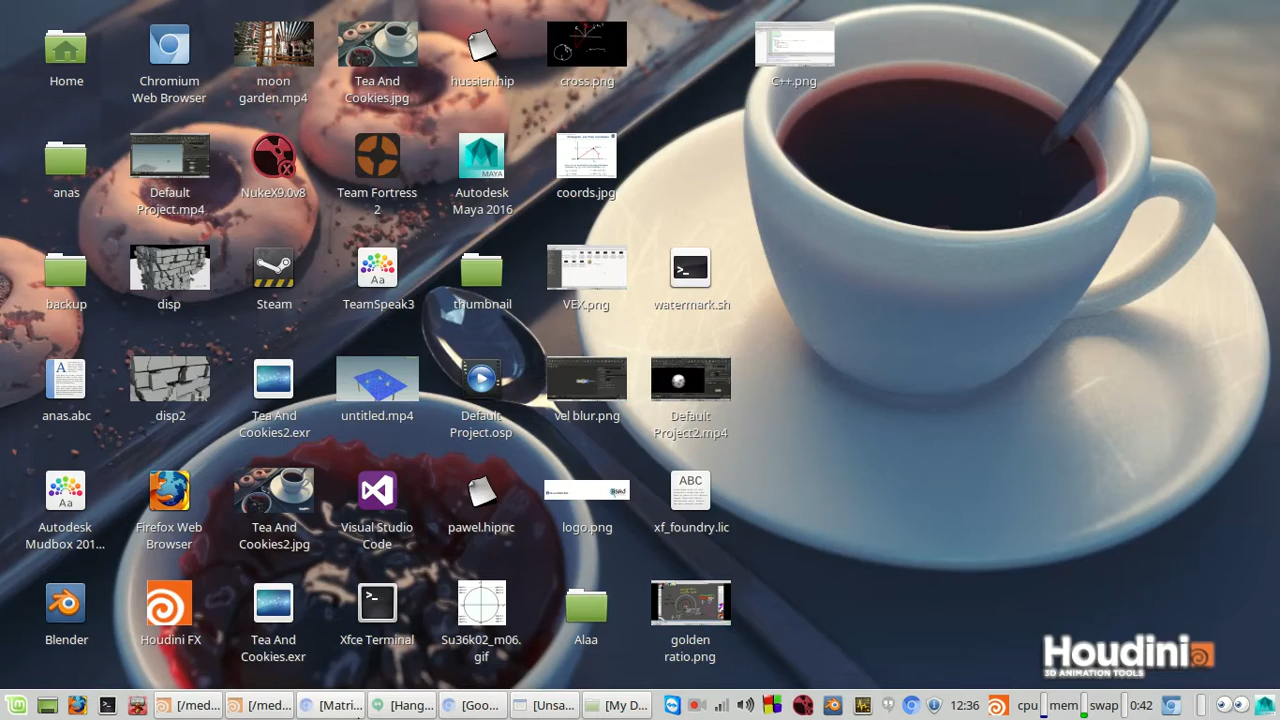 Home
Chromium
Web Browser
moon
garden.mp4
Tea And
Cookies.jpg
hussien.hip
cross.png
C++.png
anas
Default
Project.mp4
NukeX9.0v8
Team Fortress
2
Autodesk
Maya 2016
MAYA
coords.jpg
backup
disp
Steam
TeamSpeak3
Aa
thumbnail
VEX.png
watermark.sh
>_
anas.abc
A
disp2
Tea And
Cookies2.exr
untitled.mp4
Default
Project.osp
vel blur.png
Default
Project2.mp4
Aa
Autodesk
Mudbox 201...
Firefox Web
Browser
Tea And
Cookies2.jpg
Visual Studio
Code
pawel.hipnc
logo.png
ABC
xf_foundry.lic
Blender
Houdini FX
Tea And
Cookies.exr
>_
Xfce Terminal
Su36k02_m06.
gif
Alaa
golden
ratio.png
Houdini
3D ANIMATION TOOLS
[/med...
[/med...
[Matri...
[Hang...
[Goo...
[Unsa...
[My D...
12:36
cpu
mem
swap
0:42